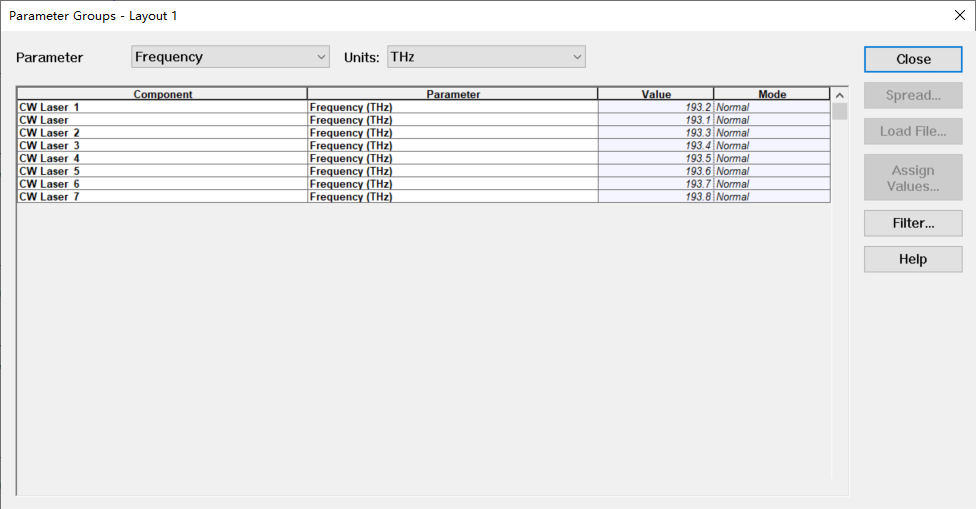 Parameter Groups - Layout 1
Parameter Frequency Units: THz Close
Component Parameter Value Mode Spread...
CW Laser 1 Frequency (THz) 193.2 Normal
CW Laser Frequency (THz) 193.1 Normal
CW Laser 2 Frequency (THz) 193.3 Normal Load File...
CW Laser 3 Frequency (THz) 193.4 Normal
CW Laser 4 Frequency (THz) 193.5 Normal
CW Laser 5 Frequency (THz) 193.6 Normal Assign
CW Laser 6 Frequency (THz) 193.7 Normal Values...
CW Laser 7 Frequency (THz) 193.8 Normal
Filter...
Help